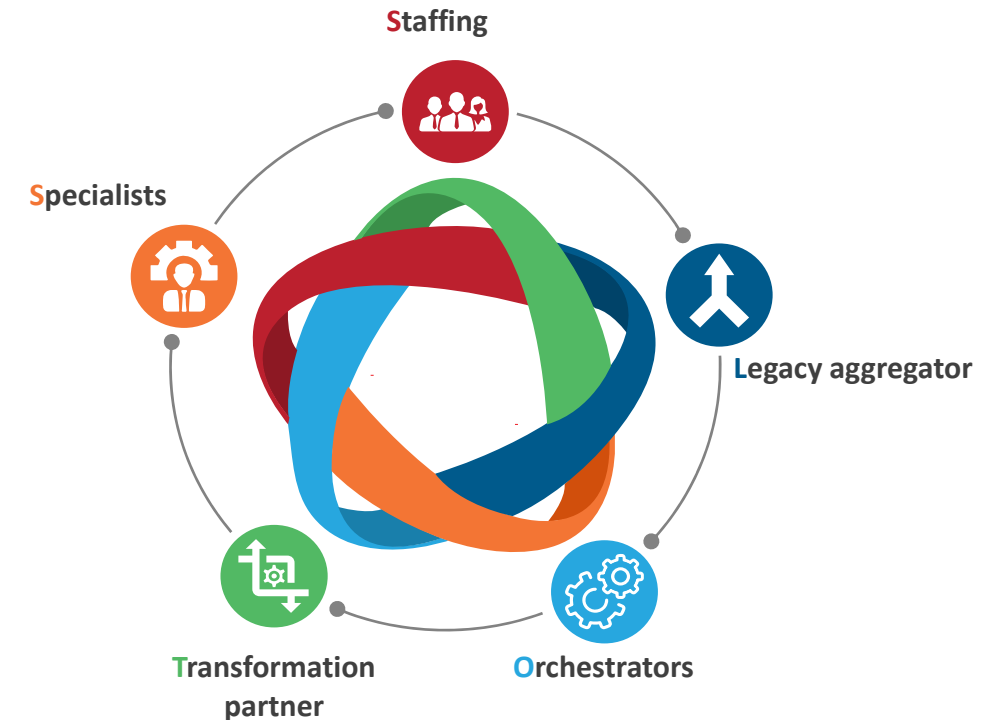 Staffing
Specialists
Legacy aggregator
Transformation
partner
Orchestrators